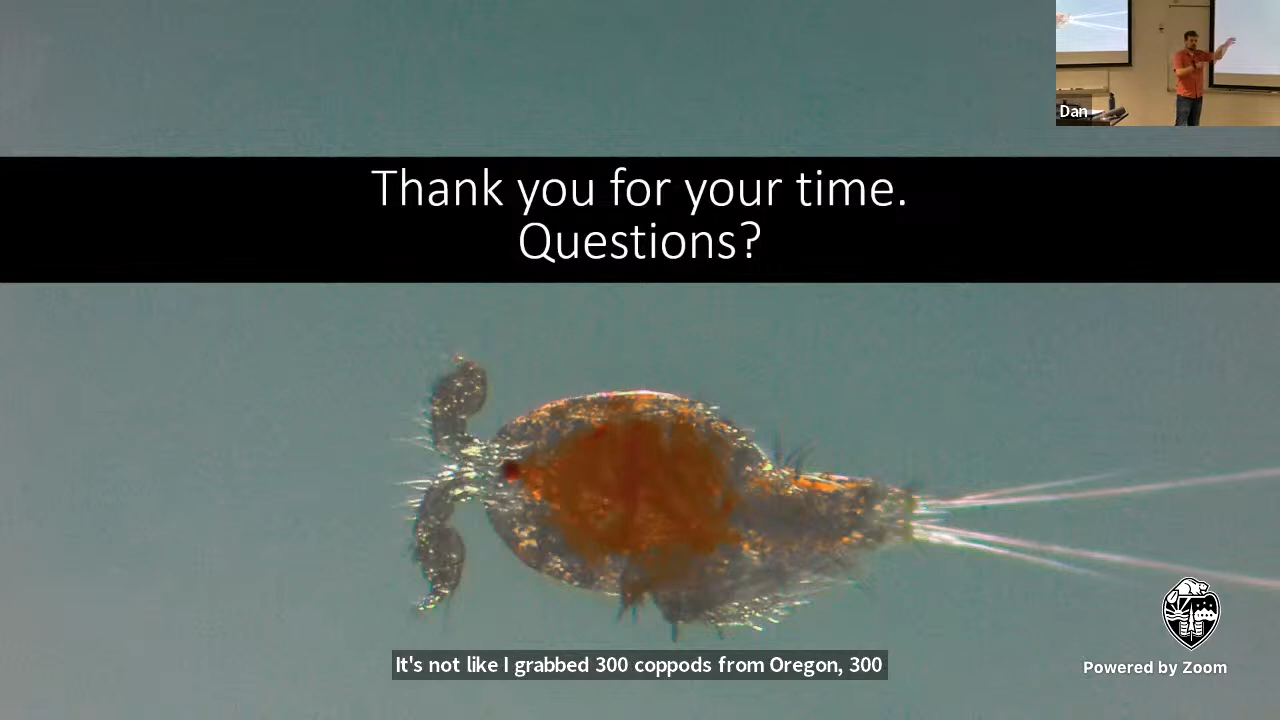 Dan
Thank you for your time.
Questions?
It's not like I grabbed 300 coppods from Oregon, 300
Powered by Zoom